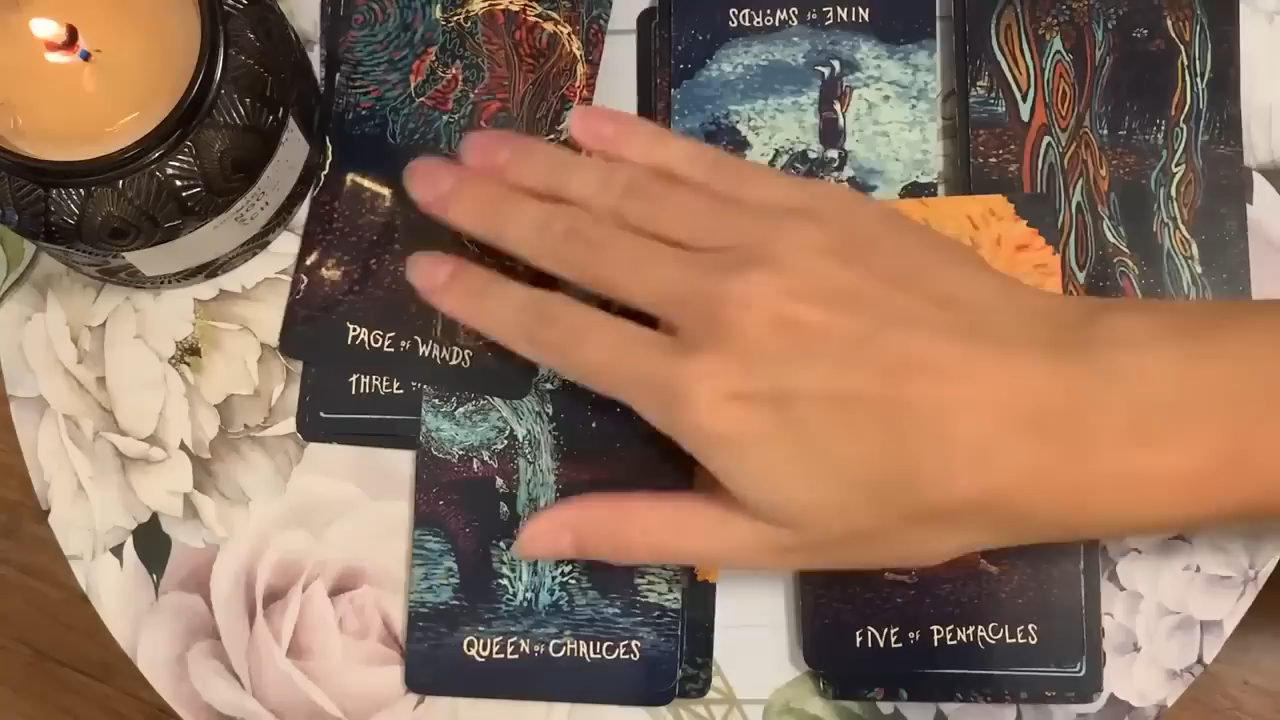 NINE OF SWORDS
PAGE OF WANDS
THREE
QUEEN OF CHALICES
FIVE OF PENTACLES